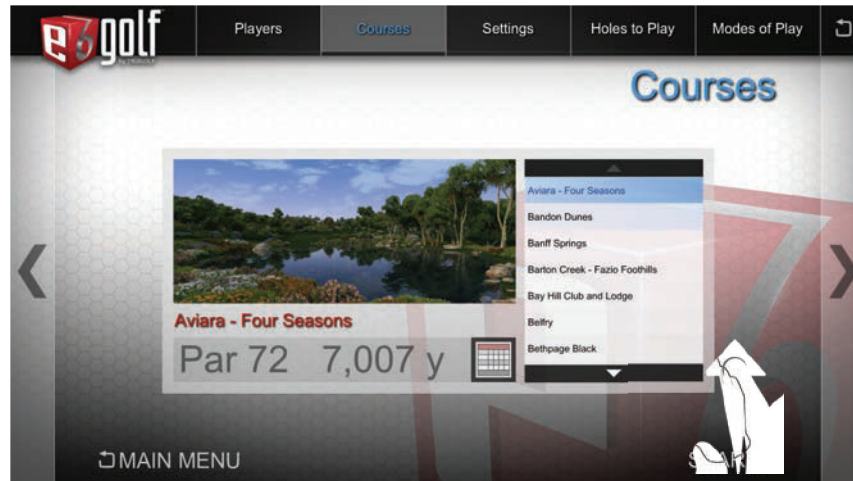 e6golf
by TRUGOLF
Players
Courses
Settings
Holes to Play
Modes of Play
Courses
Aviara - Four Seasons
Bandon Dunes
Banff Springs
Barton Creek - Fazio Foothills
Bay Hill Club and Lodge
Belfry
Bethpage Black
Aviara - Four Seasons
Par 72 7,007 y
MAIN MENU